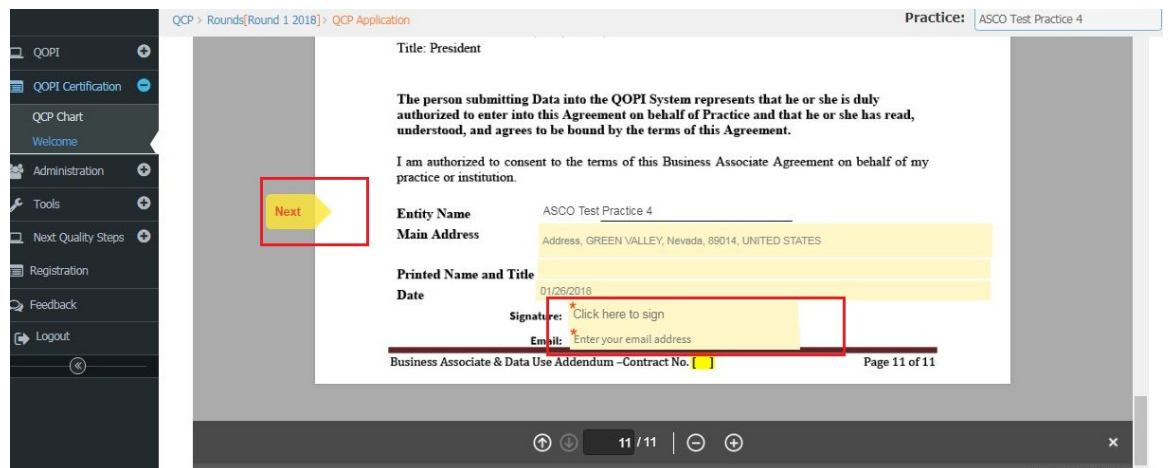 QCP > Rounds[Round 1 2018] > QCP Application
Practice: ASCO Test Practice 4
QOPI
QOPI Certification
QCP Chart
Welcome
Administration
Tools
Next Quality Steps
Registration
Feedback
Logout
Title: President
The person submitting Data into the QOPI System represents that he or she is duly
authorized to enter into this Agreement on behalf of Practice and that he or she has read,
understood, and agrees to be bound by the terms of this Agreement.
I am authorized to consent to the terms of this Business Associate Agreement on behalf of my
practice or institution.
Next
Entity Name ASCO Test Practice 4
Main Address Address, GREEN VALLEY, Nevada, 89014, UNITED STATES
Printed Name and Title
Date 01/26/2018
Signature: * Click here to sign
Email: * Enter your email address
Business Associate & Data Use Addendum –Contract No. [ ] Page 11 of 11
11 / 11